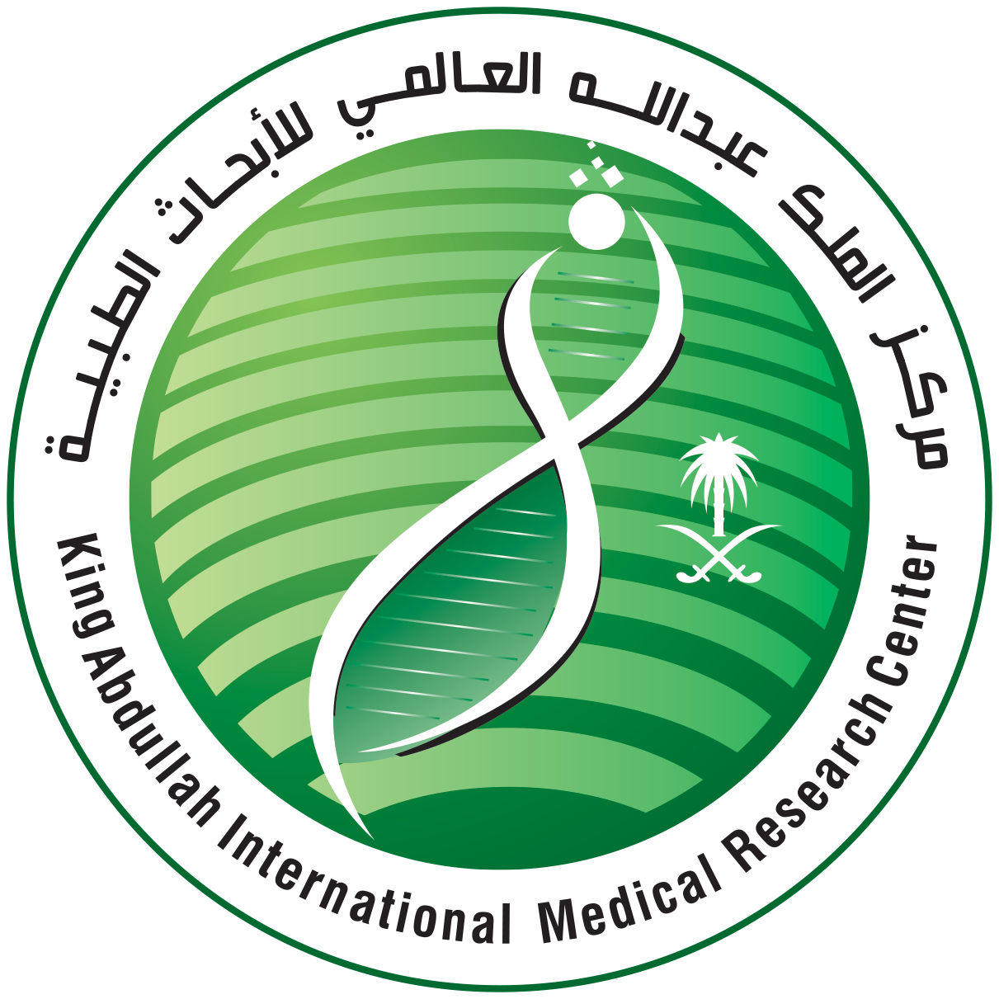 مركز الملك عبدالله العالمي للأبحاث الطبية
King Abdullah International Medical Research Center